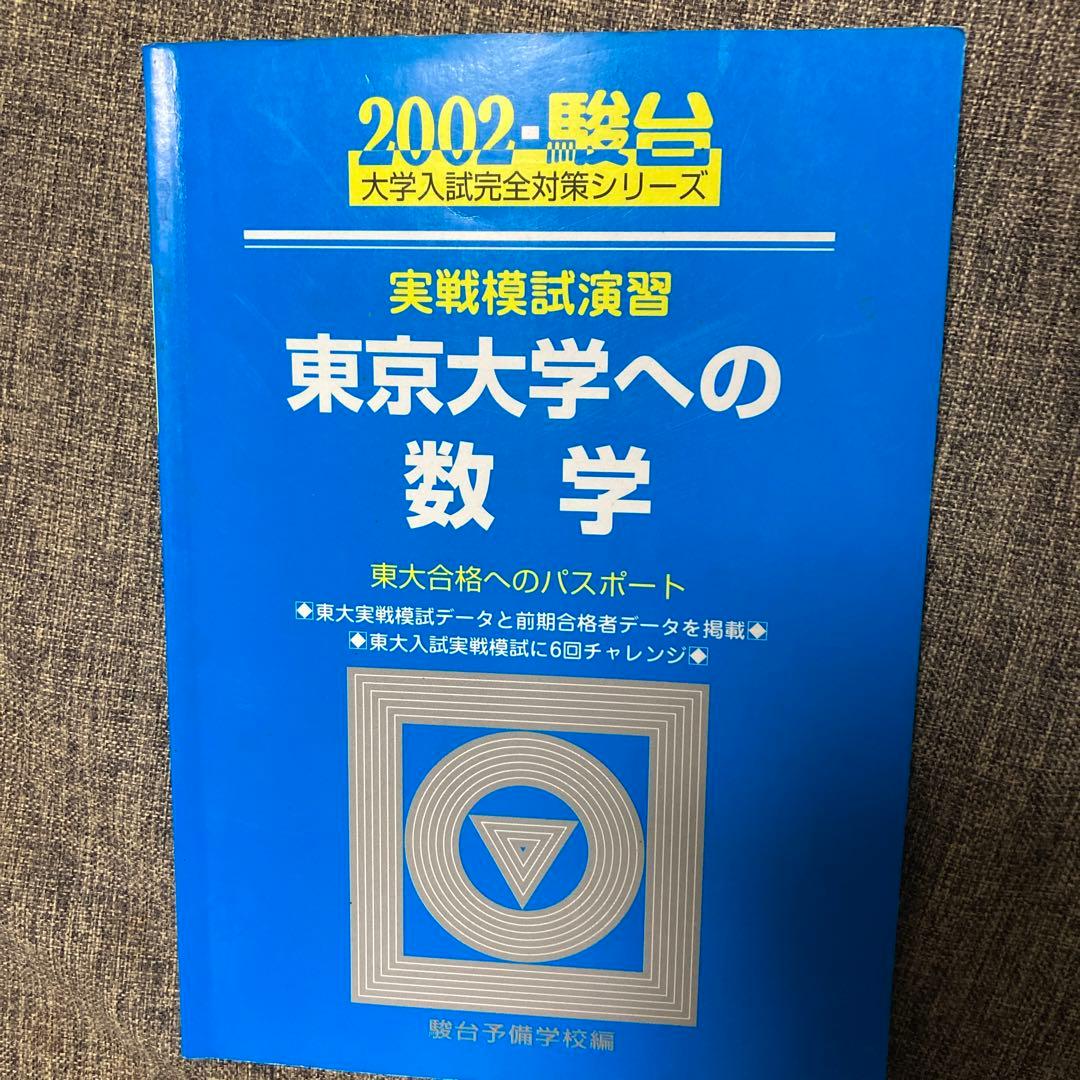 2002-駿台
大学入試完全対策シリーズ
実戦模試演習
東京大学への
数学
東大合格へのパスポート
◆東大実戦模試データと前期合格者データを掲載◆
◆東大入試実戦模試に6回チャレンジ◆
駿台予備学校編